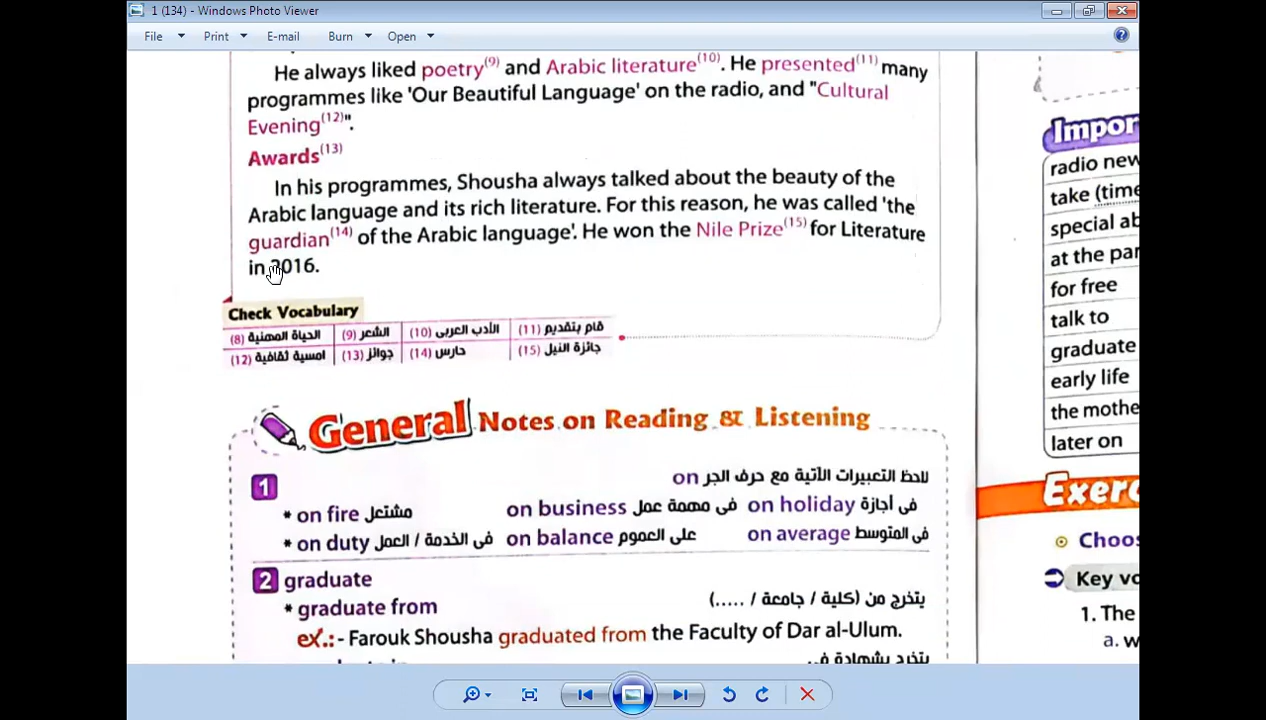 1 (134) - Windows Photo Viewer
File Print E-mail Burn Open
He always liked poetry(9) and Arabic literature(10). He presented(11) many
programmes like 'Our Beautiful Language' on the radio, and "Cultural
Evening(12)".
Awards(13)
In his programmes, Shousha always talked about the beauty of the
Arabic language and its rich literature. For this reason, he was called 'the
guardian(14) of the Arabic language'. He won the Nile Prize(15) for Literature
in 2016.
Check Vocabulary
(8) الحياة المهنية (9) الشعر (10) الأدب العربى (11) قام بتقديم
(12) امسية ثقافية (13) جوائز (14) حارس (15) جائزة النيل
General Notes on Reading & Listening
1 لاحظ التعبيرات الآتية مع حرف الجر on
* on fire مشتعل on business فى مهمة عمل on holiday فى أجازة
* on duty فى الخدمة / العمل on balance على العموم on average فى المتوسط
2 graduate
* graduate from يتخرج من (كلية / جامعة / .....)
ex.:- Farouk Shousha graduated from the Faculty of Dar al-Ulum.
يتخرج بشهادة فى
Impor
radio new
take (time
special ab
at the par
for free
talk to
graduate
early life
the mothe
later on
Exerc
Choos
Key vo
1. The
a. w